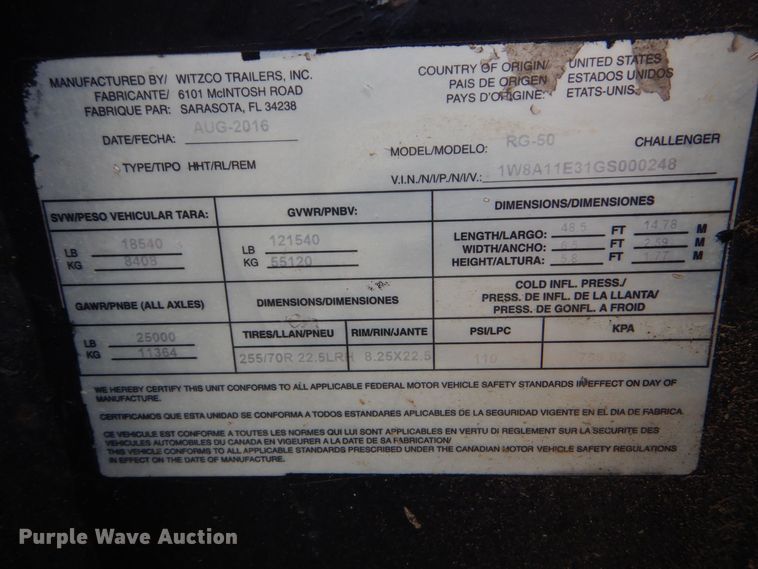 MANUFACTURED BY/ WITZCO TRAILERS, INC.
FABRICANTE/ 6101 McINTOSH ROAD
FABRIQUE PAR: SARASOTA, FL 34238
COUNTRY OF ORIGIN/ UNITED STATES
PAIS DE ORIGEN ESTADOS UNIDOS
PAYS D'ORIGINE: ETATS-UNIS
DATE/FECHA: AUG-2016
MODEL/MODELO: RG-50 CHALLENGER
TYPE/TIPO HHT/RL/REM
V.I.N./N/I/P./N/I/V.: 1W8A11E31GS000248
SVW/PESO VEHICULAR TARA:
LB 18540
KG 8408
GVWR/PNBV:
LB 121540
KG 55120
DIMENSIONS/DIMENSIONES
LENGTH/LARGO: 48.5 FT 14.78 M
WIDTH/ANCHO: 8.5 FT 2.59 M
HEIGHT/ALTURA: 5.8 FT 1.77 M
GAWR/PNBE (ALL AXLES)
LB 25000
KG 11364
DIMENSIONS/DIMENSIONES
TIRES/LLAN/PNEU RIM/RIN/JANTE
255/70R 22.5LRH 8.25X22.5
COLD INFL. PRESS./
PRESS. DE INFL. DE LA LLANTA/
PRESS. DE GONFL. A FROID
PSI/LPC KPA
110
WE HEREBY CERTIFY THIS UNIT CONFORMS TO ALL APPLICABLE FEDERAL MOTOR VEHICLE SAFETY STANDARDS IN EFFECT ON DAY OF
MANUFACTURE.
CERTIFICAMOS QUE ESTA UNIDAD SE CONFORMA A TODOS ESTANDARES APLICABLES DE LA SEGURIDAD VIGENTE EN EL DIA DE FABRICA.
CE VEHICULE EST CONFORME A TOUTES LES NORMES QUI LUI SONT APPLICABLES EN VERTU DI REGLEMENT SUR LA SECURITE DES
VEHICULES AUTOMOBILES DU CANADA EN VIGEURER A LA DATE DE SA FABRICATION/
THIS VEHICLE CONFORMS TO ALL APPLICABLE STANDARDS PRESCRIBED UNDER THE CANADIAN MOTOR VEHICLE SAFETY REGULATIONS
IN EFFECT ON THE DATE OF MANUFACTURE.
Purple Wave Auction